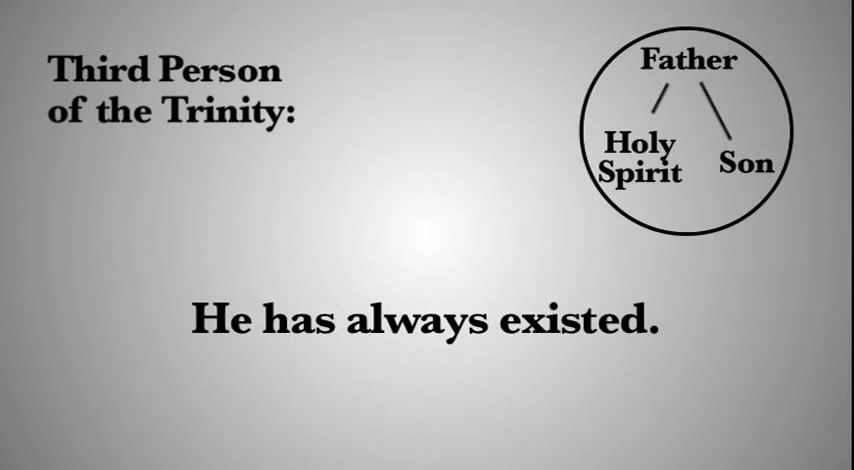 Third Person
of the Trinity:
Father
Holy
Spirit
Son
He has always existed.